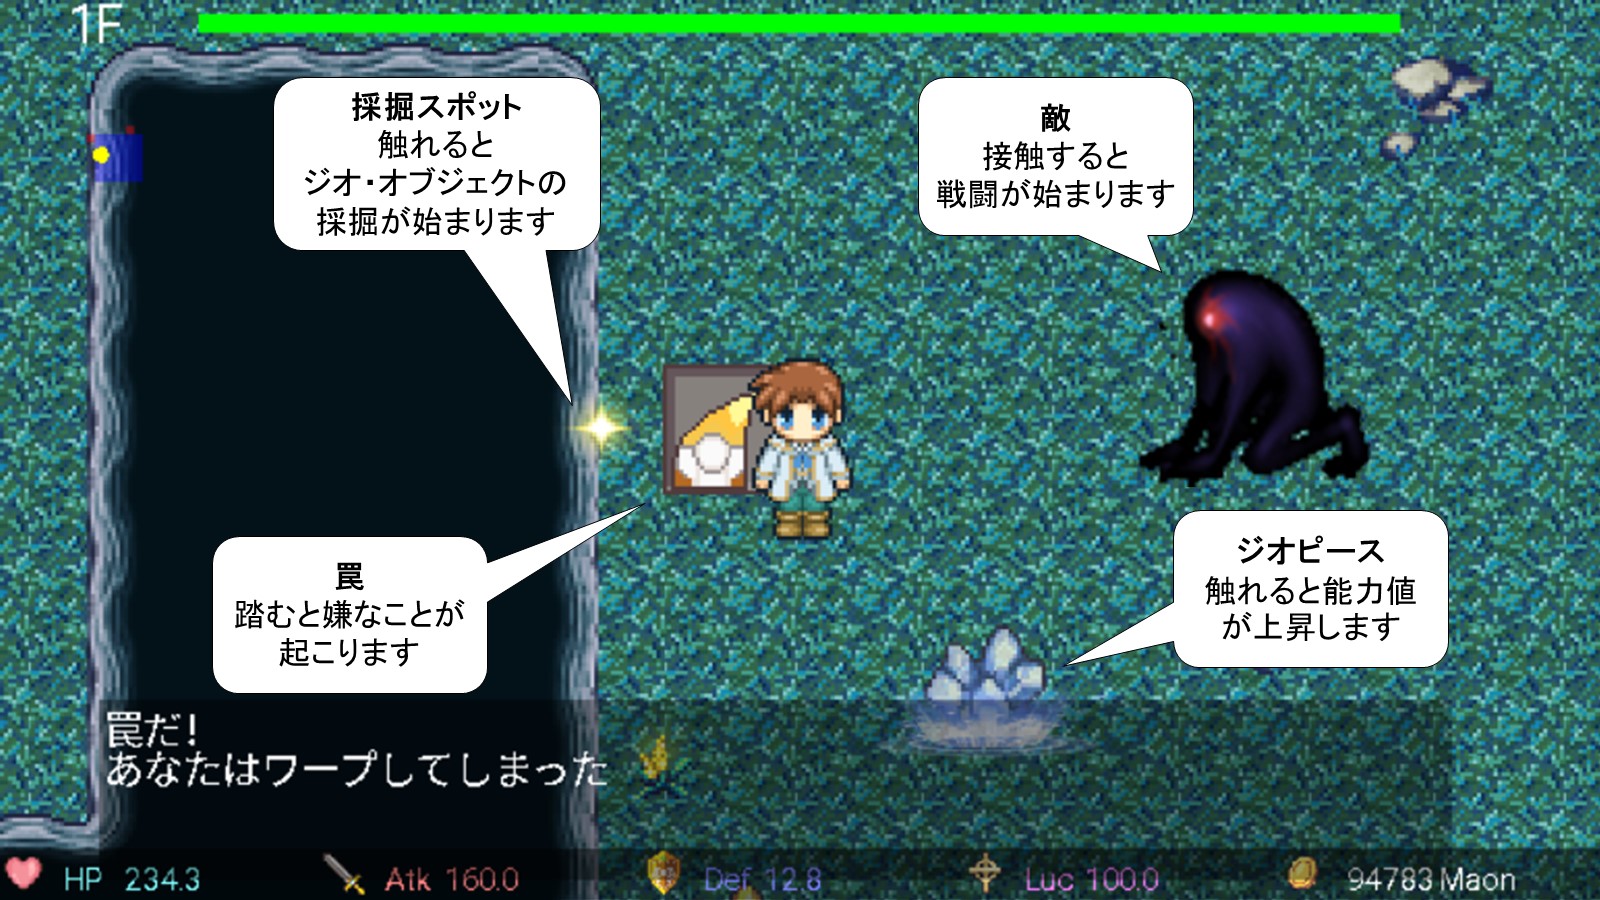 1F
採掘スポット
触れると
ジオ・オブジェクトの
採掘が始まります
敵
接触すると
戦闘が始まります
罠
踏むと嫌なことが
起こります
ジオピース
触れると能力値
が上昇します
罠だ！
あなたはワープしてしまった
HP 234.3 Atk 160.0 Def 12.8 Luc 100.0 94783 Maon